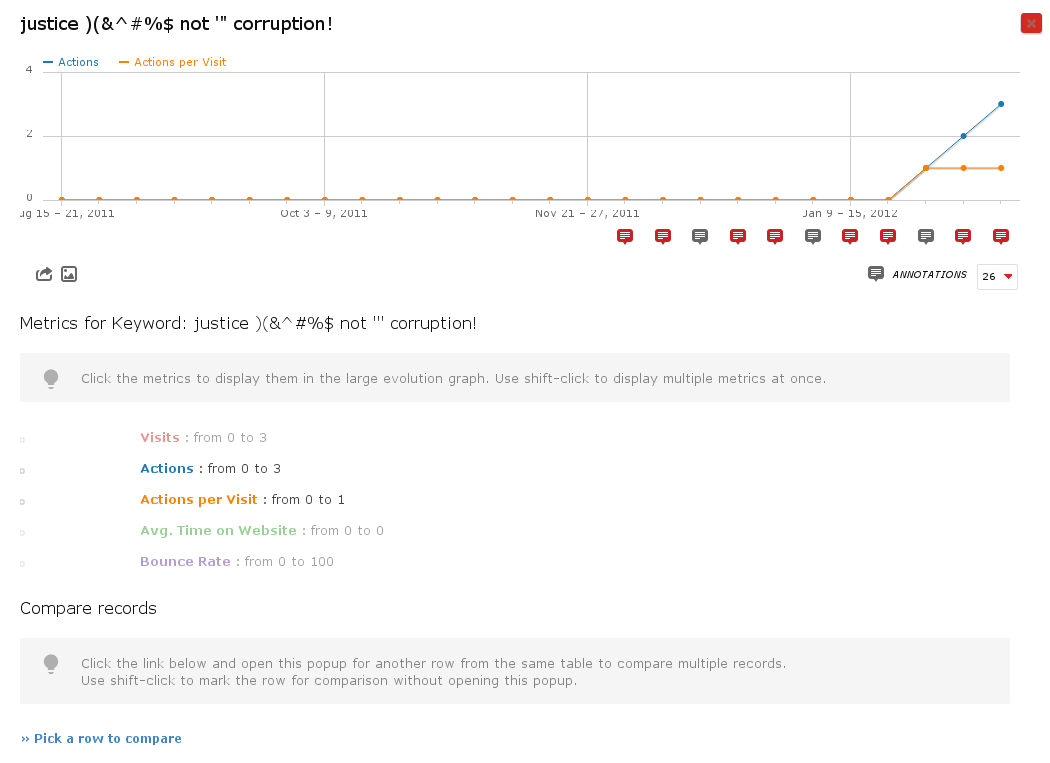 justice )(&^#%$ not '" corruption!
Actions
Actions per Visit
4
2
0
ug 15 – 21, 2011
Oct 3 – 9, 2011
Nov 21 – 27, 2011
Jan 9 – 15, 2012
ANNOTATIONS
26
Metrics for Keyword: justice )(&^#%$ not '" corruption!
Click the metrics to display them in the large evolution graph. Use shift-click to display multiple metrics at once.
Visits : from 0 to 3
Actions : from 0 to 3
Actions per Visit : from 0 to 1
Avg. Time on Website : from 0 to 0
Bounce Rate : from 0 to 100
Compare records
Click the link below and open this popup for another row from the same table to compare multiple records.
Use shift-click to mark the row for comparison without opening this popup.
» Pick a row to compare